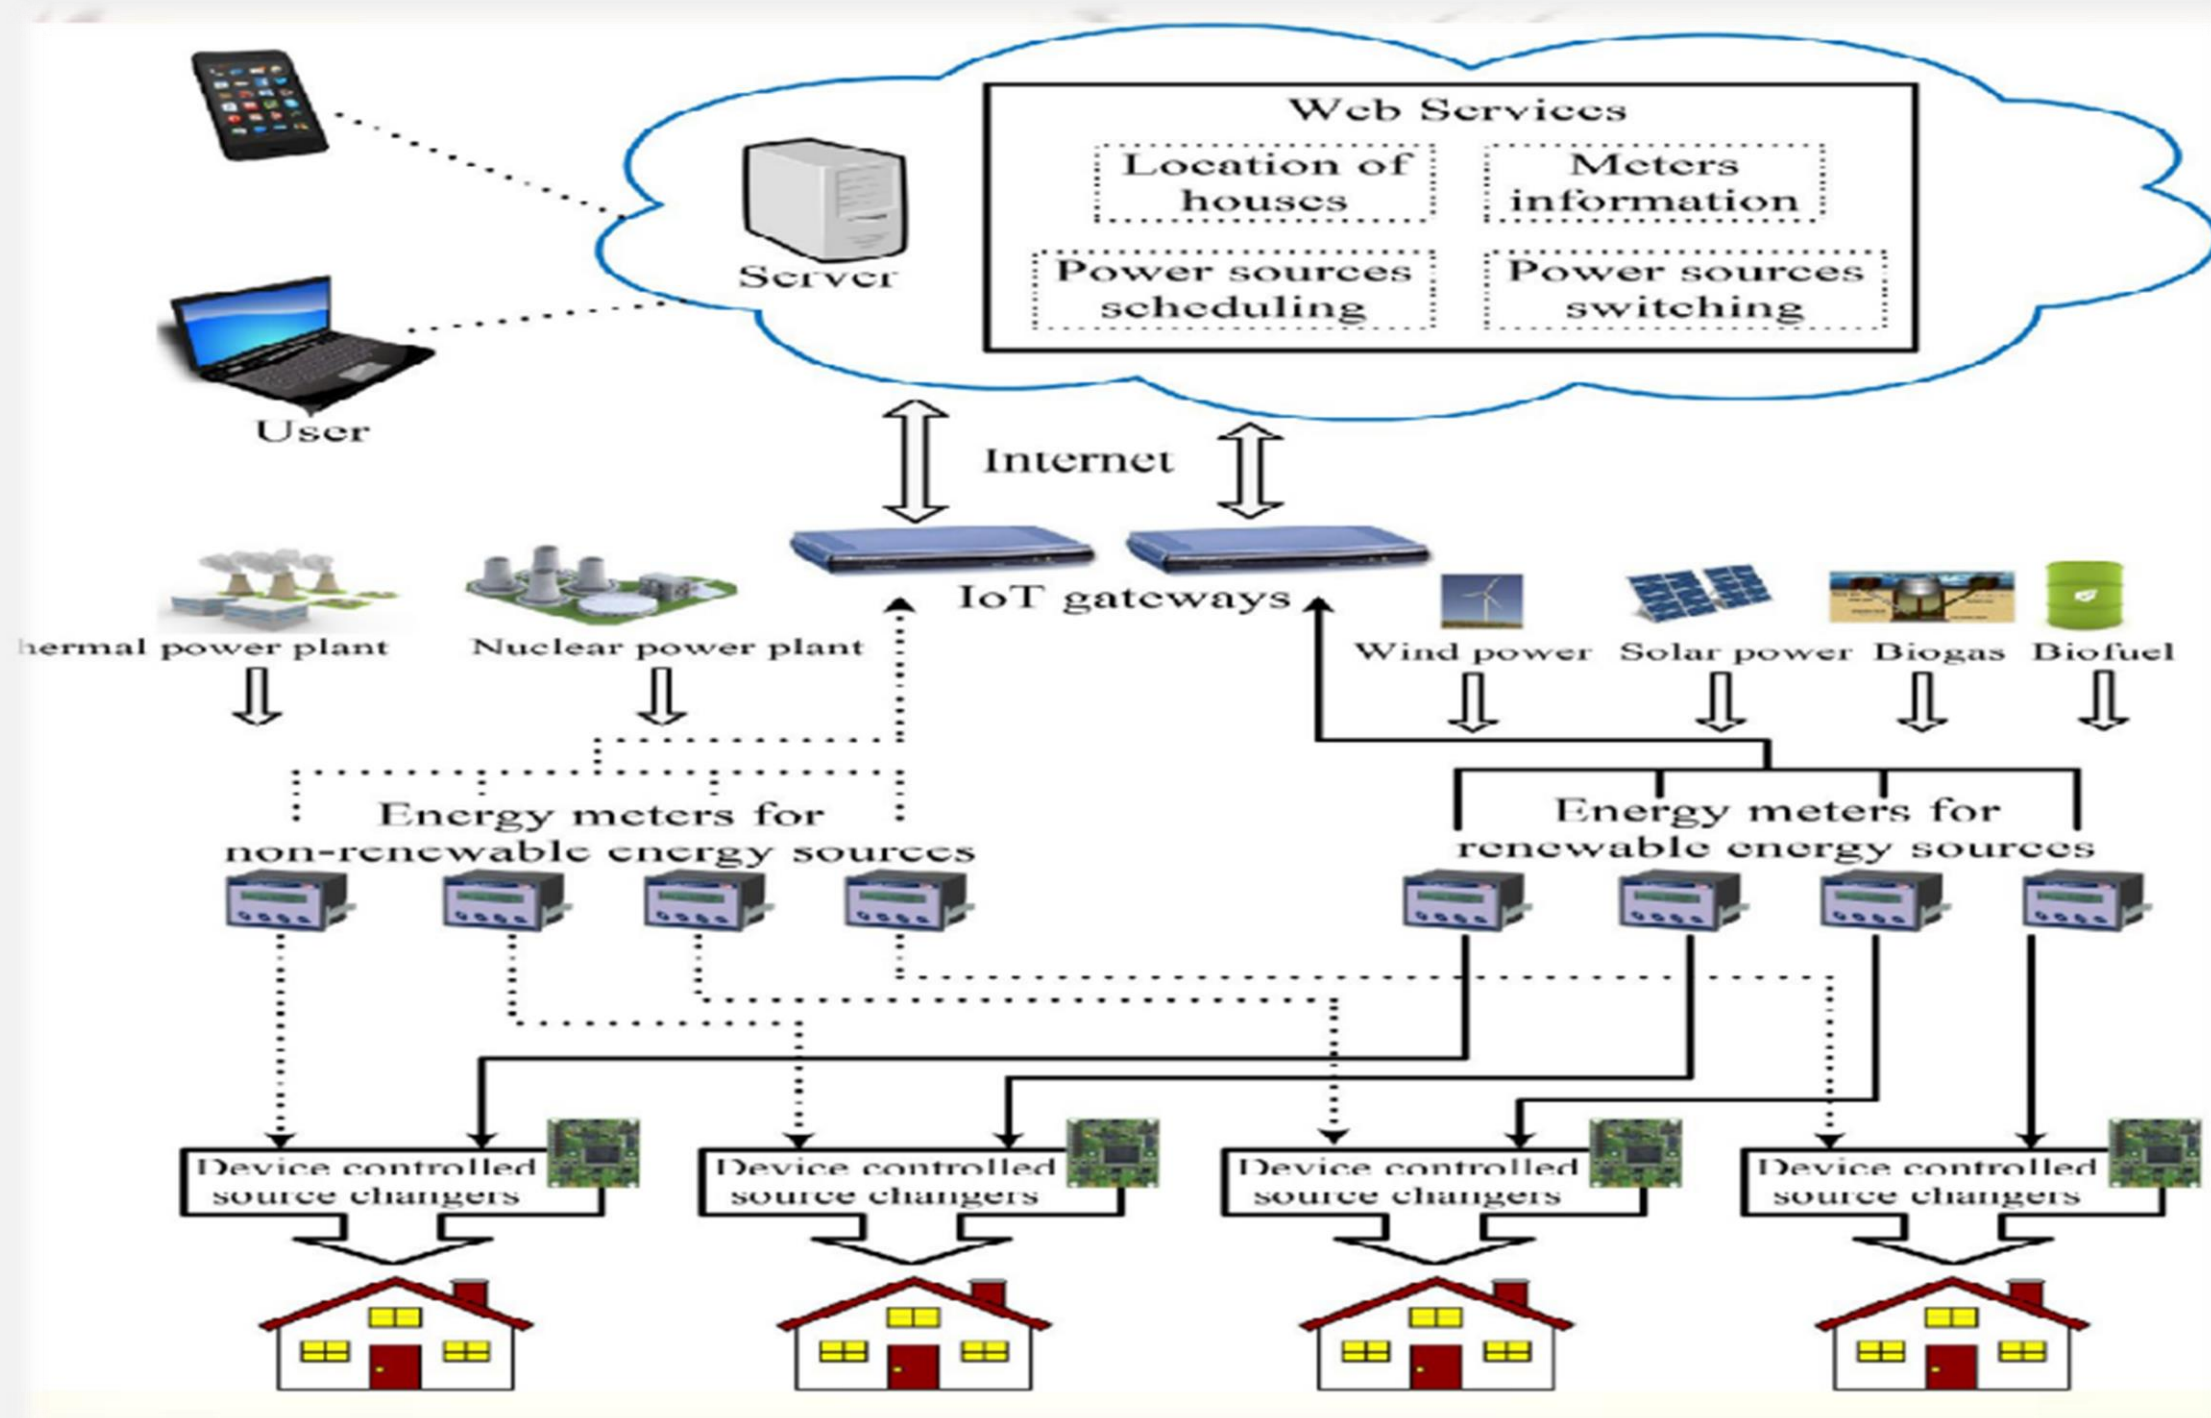 Web Services
Location of
houses
Meters
information
Power sources
scheduling
Power sources
switching
Server
User
Internet
IoT gateways
hermal power plant
Nuclear power plant
Wind power
Solar power
Biogas
Biofuel
Energy meters for
non-renewable energy sources
Energy meters for
renewable energy sources
Device controlled
source changers
Device controlled
source changers
Device controlled
source changers
Device controlled
source changers